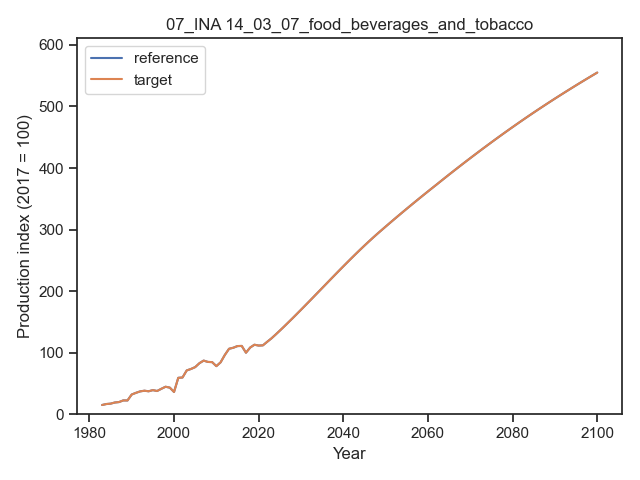 07_INA 14_03_07_food_beverages_and_tobacco
reference
target
Production index (2017 = 100)
600
500
400
300
200
100
0
1980 2000 2020 2040 2060 2080 2100
Year